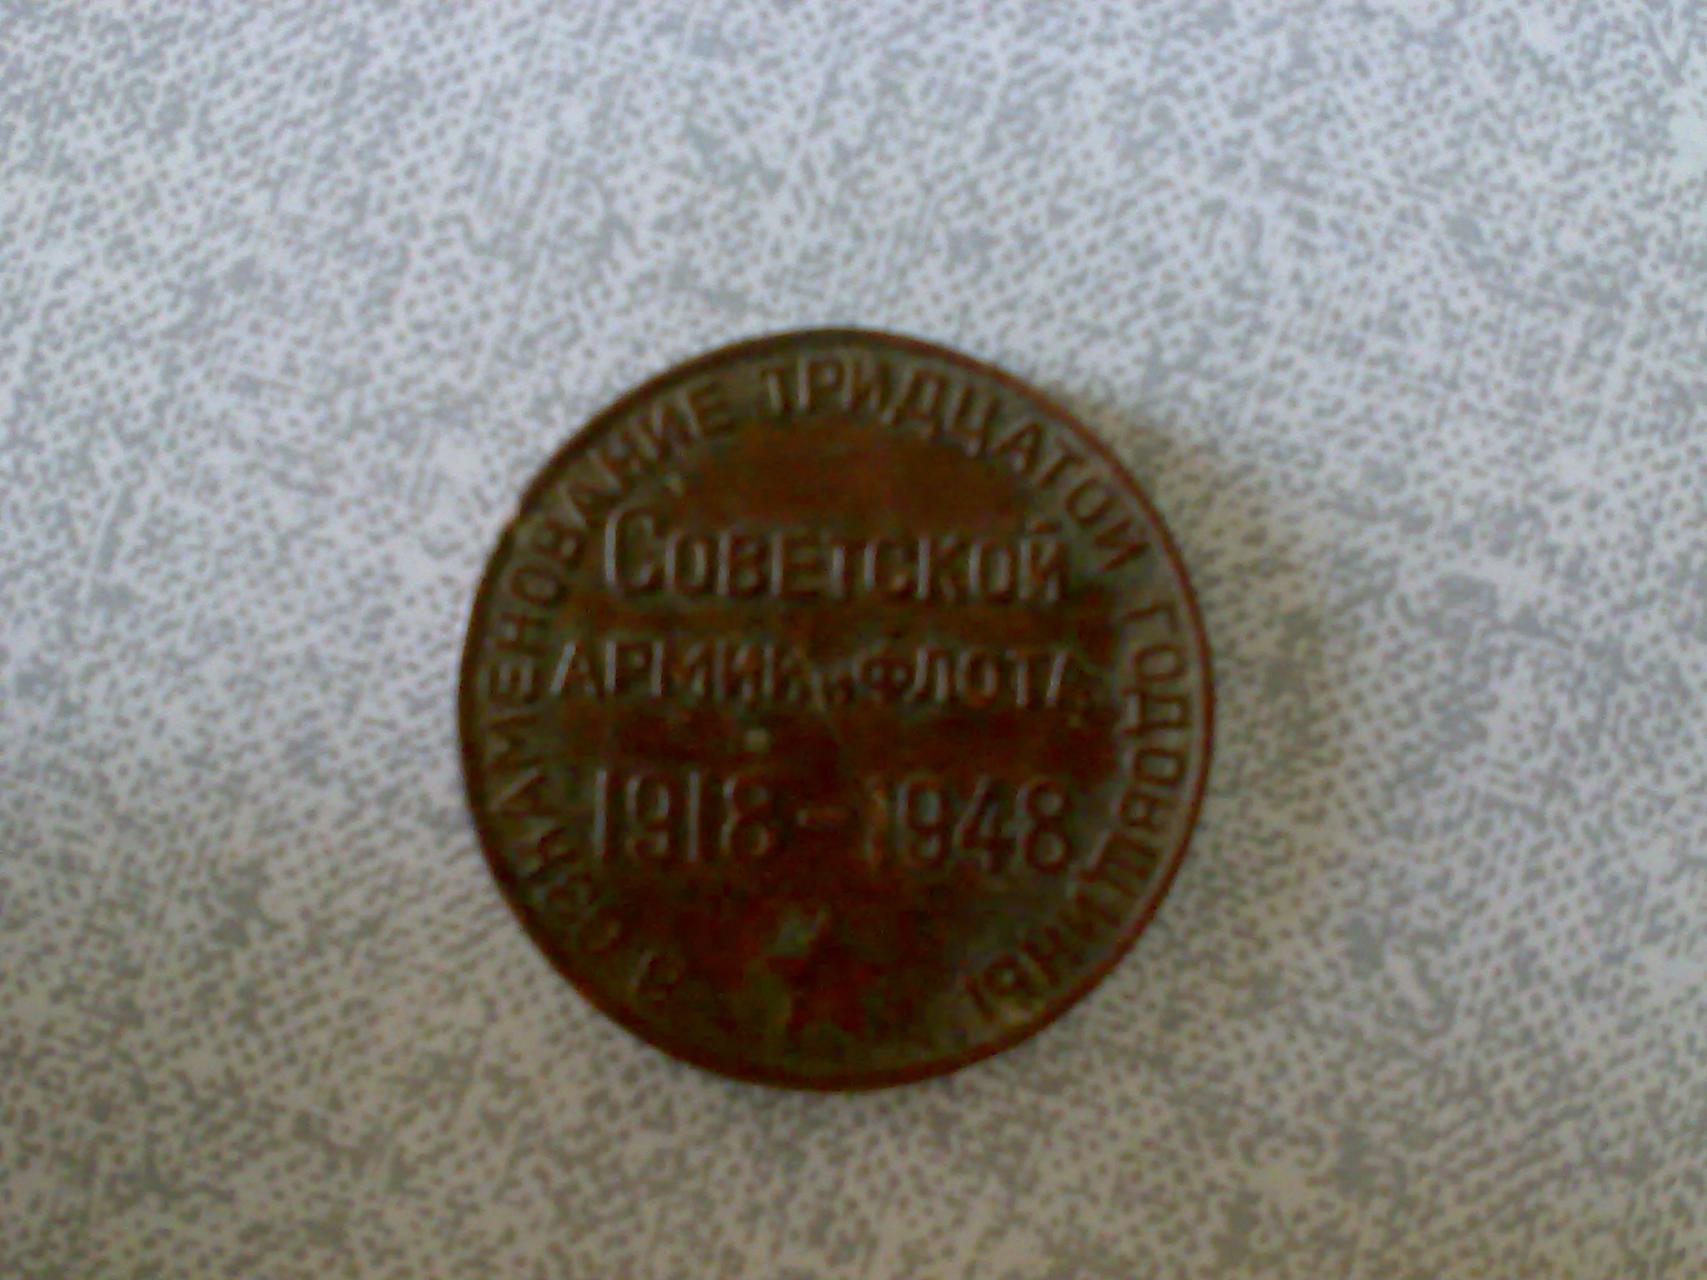 В ОЗНАМЕНОВАНИЕ ТРИДЦАТОЙ ГОДОВЩИНЫ
СОВЕТСКОЙ
АРМИИ и ФЛОТА
1918-1948